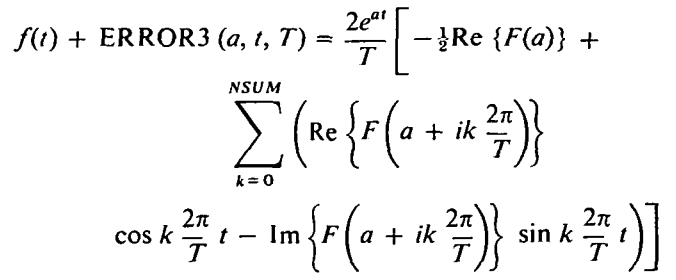 f(t) + ERROR3 (a, t, T) = 2e^{at}/T [ −½Re {F(a)} +
NSUM
∑ ( Re {F( a + ik 2π/T )}
k=0
cos k 2π/T t − Im {F( a + ik 2π/T )} sin k 2π/T t ) ]